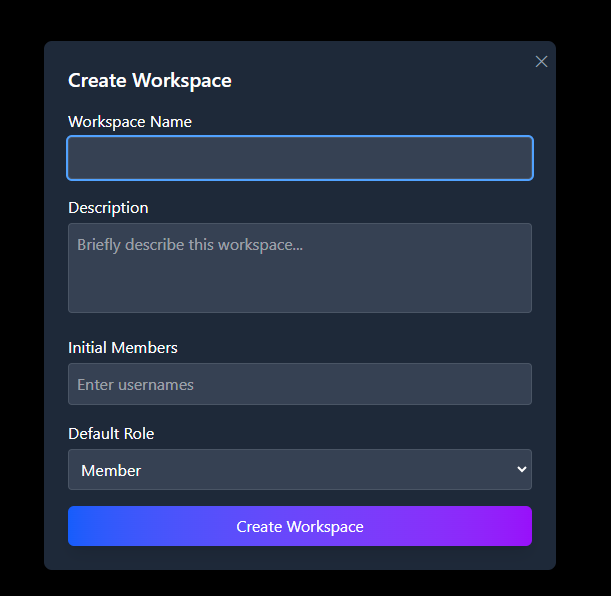 Create Workspace
Workspace Name
Description
Briefly describe this workspace...
Initial Members
Enter usernames
Default Role
Member
Create Workspace